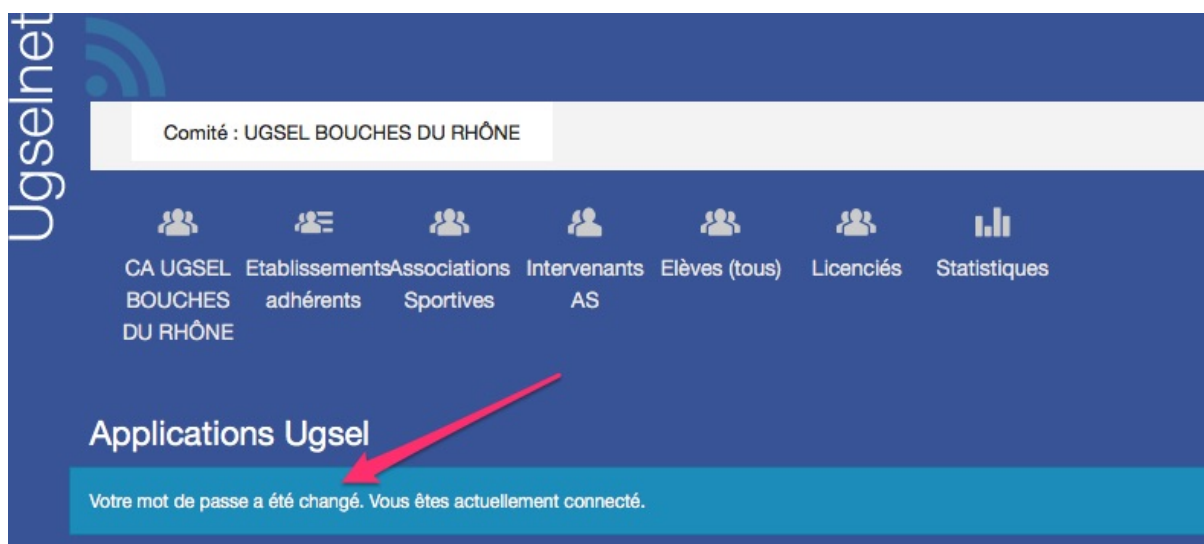 Ugselnet
Comité : UGSEL BOUCHES DU RHÔNE
CA UGSEL
BOUCHES
DU RHÔNE
Etablissements
adhérents
Associations
Sportives
Intervenants
AS
Elèves (tous)
Licenciés
Statistiques
Applications Ugsel
Votre mot de passe a été changé. Vous êtes actuellement connecté.